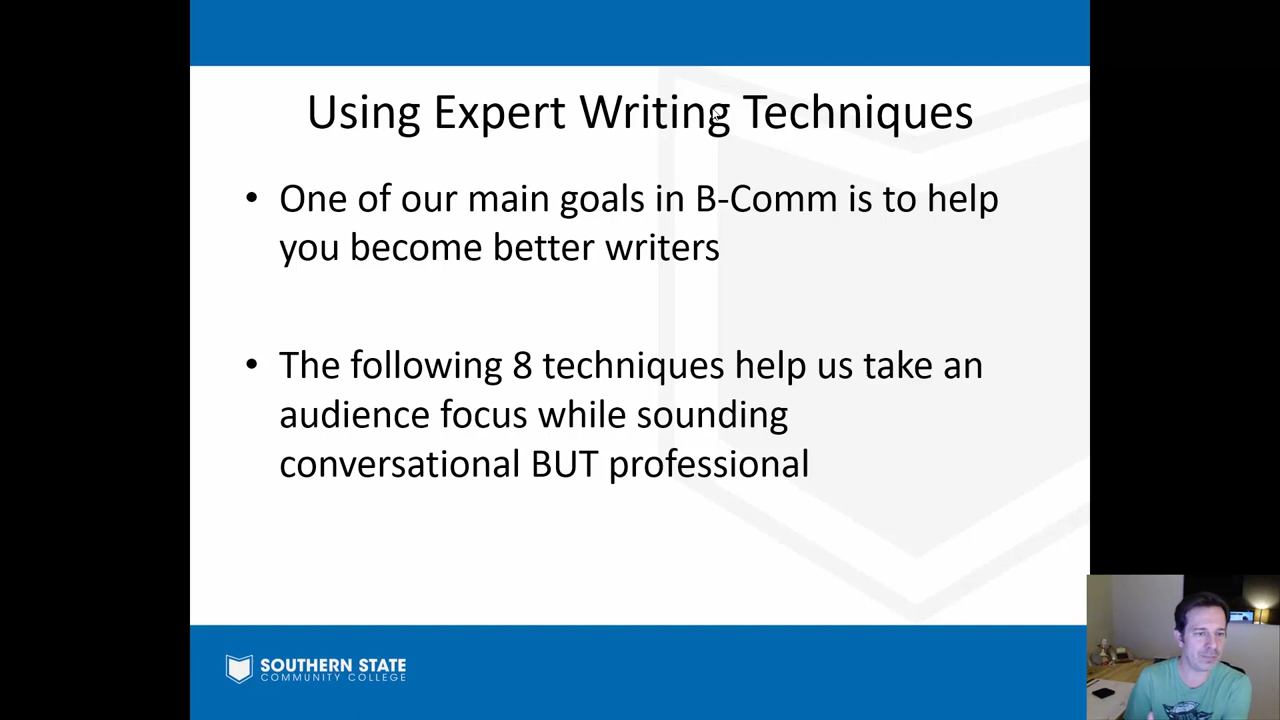 Using Expert Writing Techniques
• One of our main goals in B-Comm is to help
you become better writers
• The following 8 techniques help us take an
audience focus while sounding
conversational BUT professional
SOUTHERN STATE
COMMUNITY COLLEGE